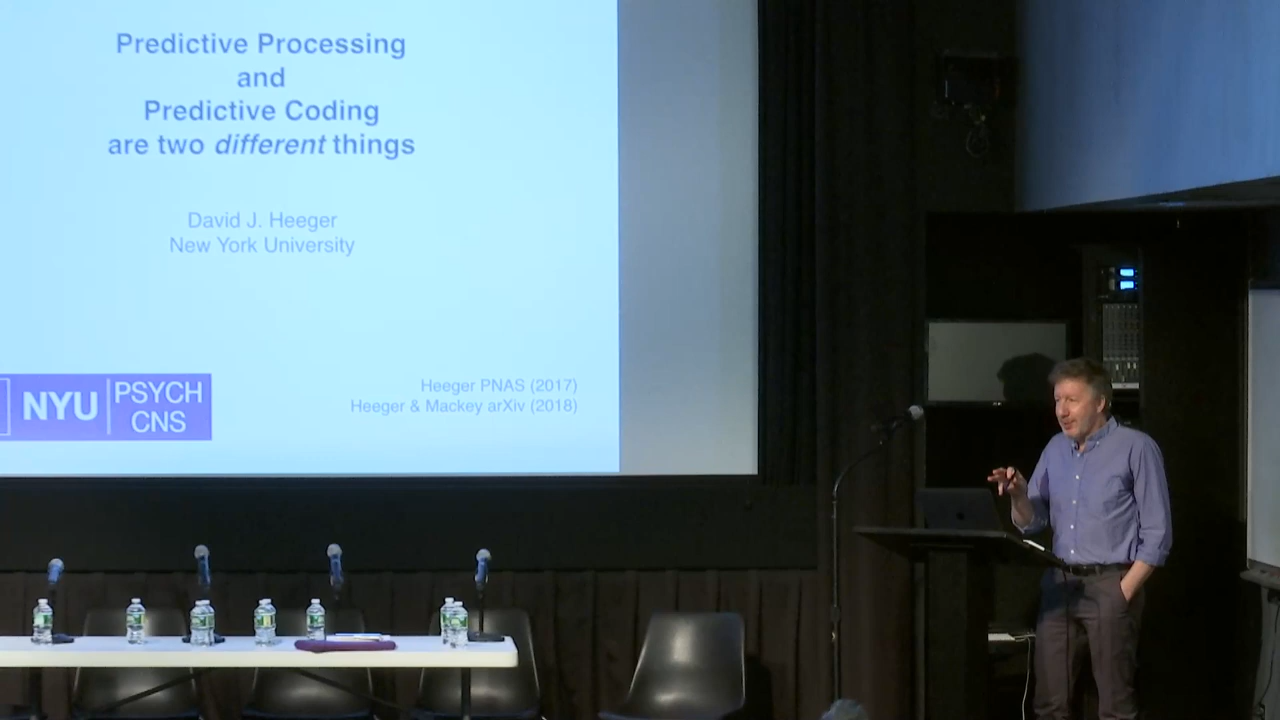 Predictive Processing
and
Predictive Coding
are two different things
David J. Heeger
New York University
NYU
PSYCH
CNS
Heeger PNAS (2017)
Heeger & Mackey arXiv (2018)